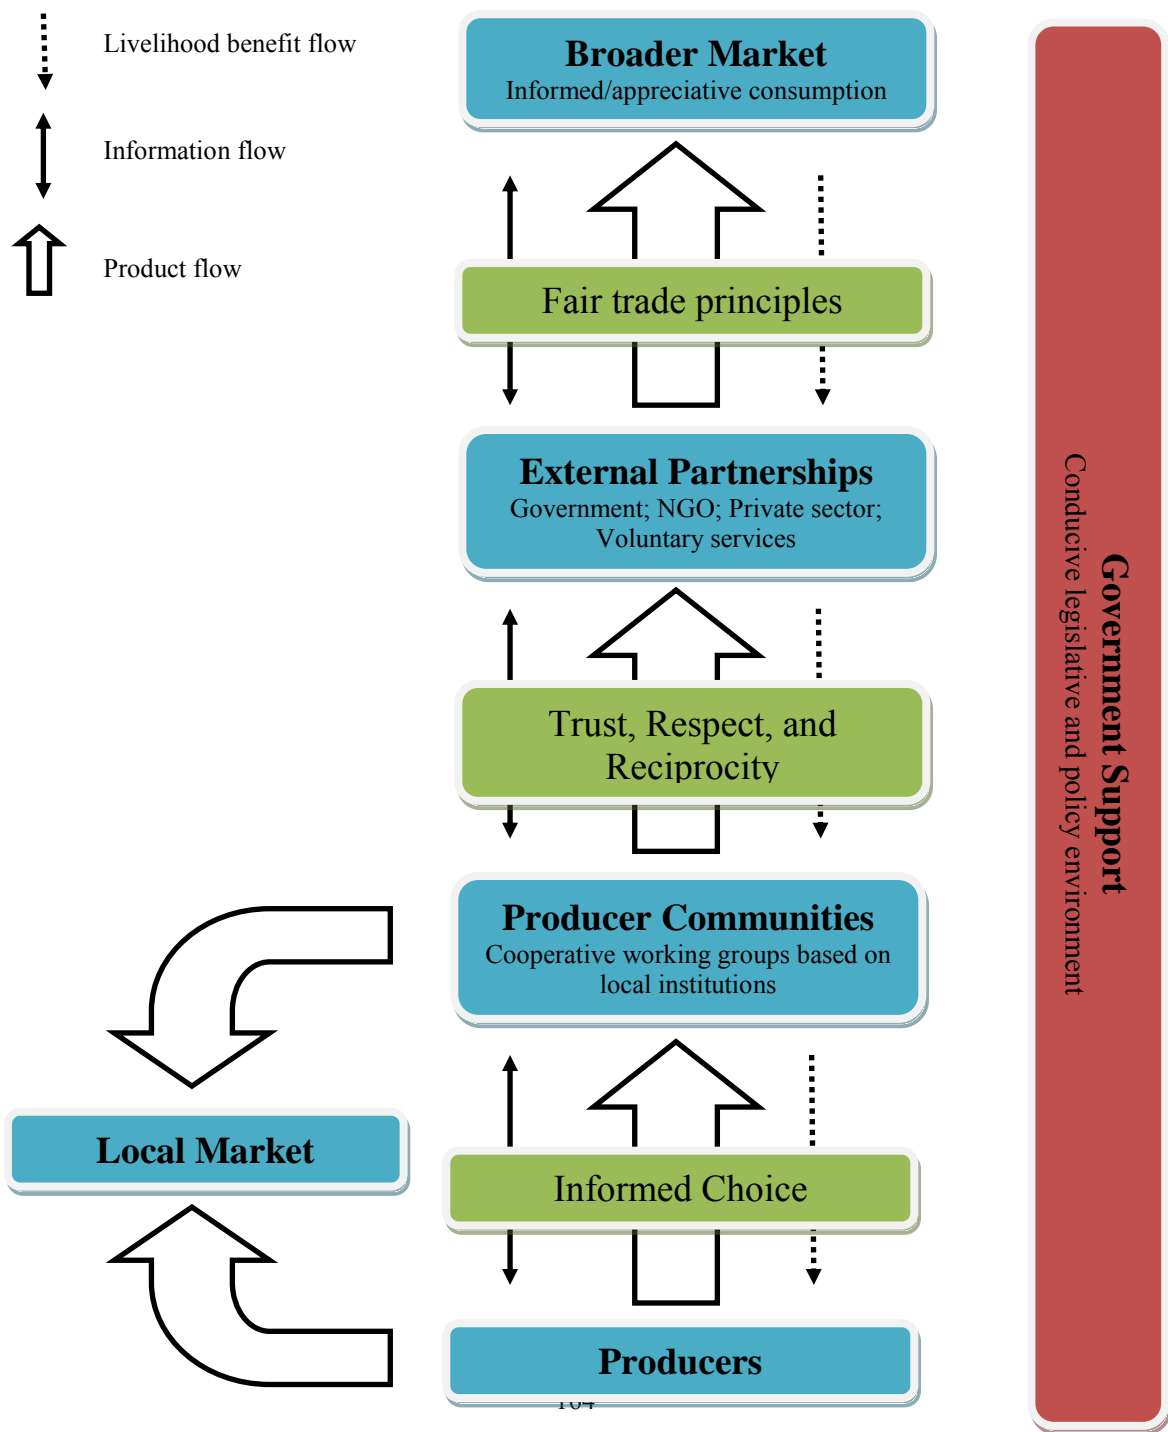 Livelihood benefit flow
Information flow
Product flow
Broader Market
Informed/appreciative consumption
Fair trade principles
External Partnerships
Government; NGO; Private sector;
Voluntary services
Trust, Respect, and
Reciprocity
Producer Communities
Cooperative working groups based on
local institutions
Local Market
Informed Choice
Producers
164
Government Support
Conducive legislative and policy environment